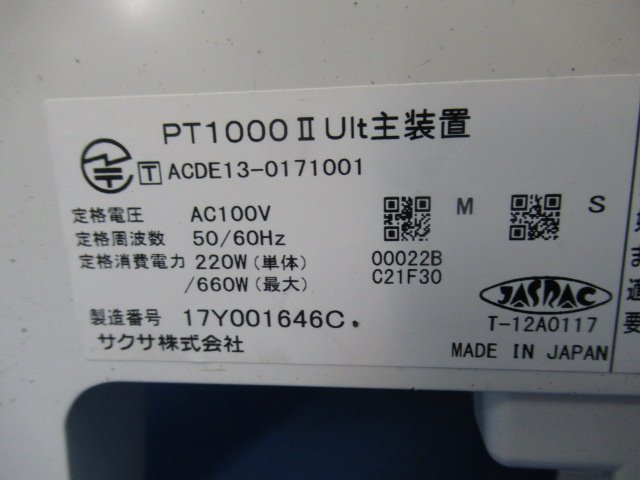 PT1000ⅡUlt主装置
T ACDE13-0171001
定格電圧 AC100V
定格周波数 50/60Hz
定格消費電力 220W(単体)
/660W(最大)
M
S
00022B
C21F30
JASRAC
T-12A0117
製造番号 17Y001646C.
サクサ株式会社
MADE IN JAPAN
ま
適
要